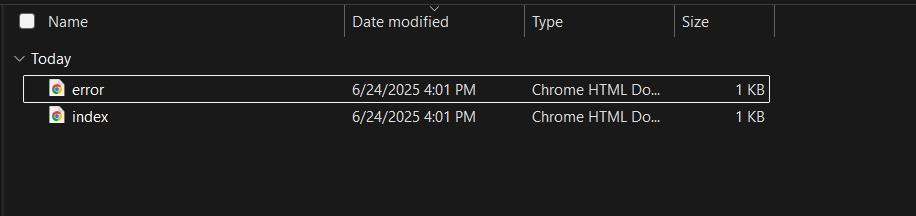 Name Date modified Type Size
Today
error 6/24/2025 4:01 PM Chrome HTML Do... 1 KB
index 6/24/2025 4:01 PM Chrome HTML Do... 1 KB